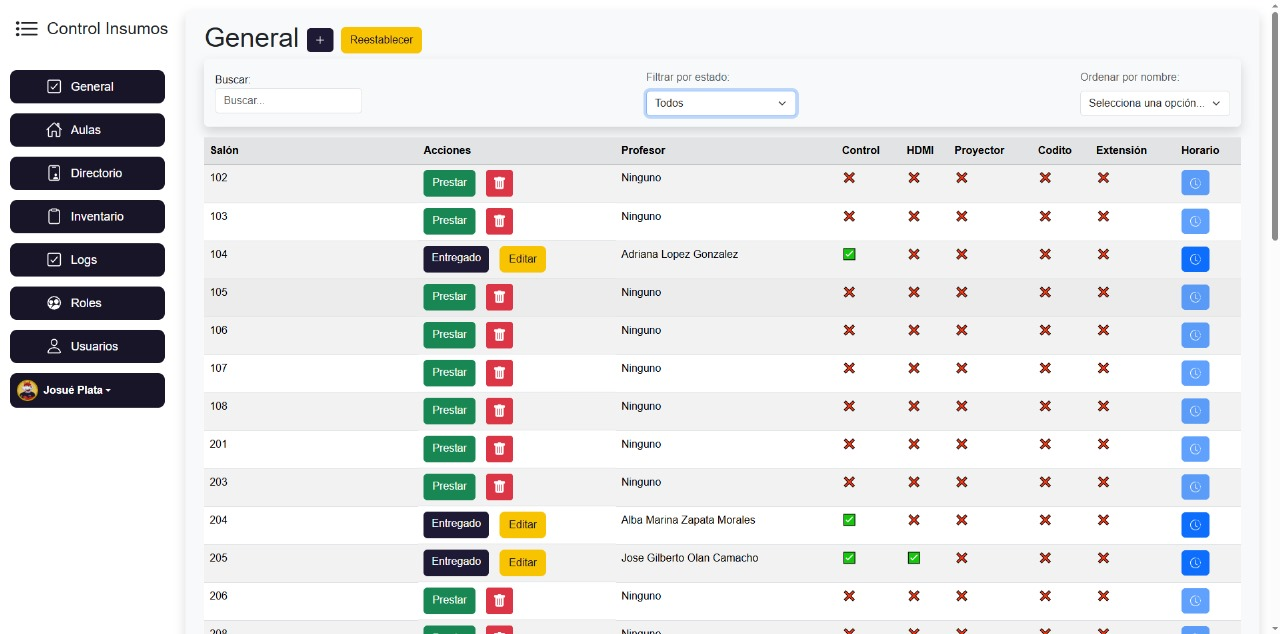 Control Insumos
General
Aulas
Directorio
Inventario
Logs
Roles
Usuarios
Josué Plata
General + Reestablecer
Buscar: Filtrar por estado: Ordenar por nombre:
Buscar... Todos Selecciona una opción...
Salón Acciones Profesor Control HDMI Proyector Codito Extensión Horario
102 Prestar Ninguno
103 Prestar Ninguno
104 Entregado Editar Adriana Lopez Gonzalez
105 Prestar Ninguno
106 Prestar Ninguno
107 Prestar Ninguno
108 Prestar Ninguno
201 Prestar Ninguno
203 Prestar Ninguno
204 Entregado Editar Alba Marina Zapata Morales
205 Entregado Editar Jose Gilberto Olan Camacho
206 Prestar Ninguno
208 Ninguno